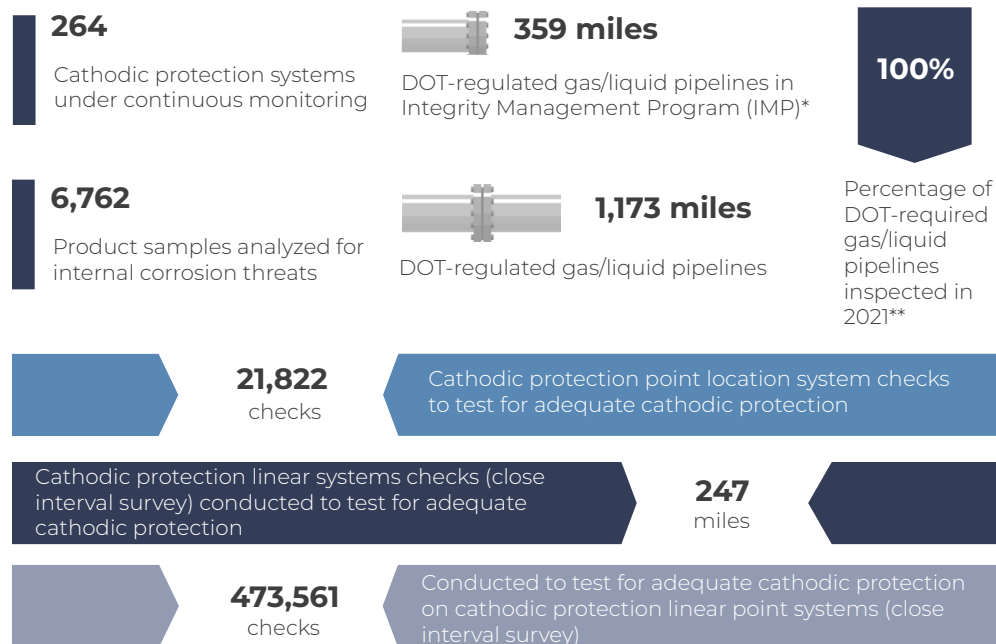 264
Cathodic protection systems
under continuous monitoring
359 miles
DOT-regulated gas/liquid pipelines in
Integrity Management Program (IMP)*
100%
Percentage of
DOT-required
gas/liquid
pipelines
inspected in
2021**
6,762
Product samples analyzed for
internal corrosion threats
1,173 miles
DOT-regulated gas/liquid pipelines
21,822
checks
Cathodic protection point location system checks
to test for adequate cathodic protection
Cathodic protection linear systems checks (close
interval survey) conducted to test for adequate
cathodic protection
247
miles
473,561
checks
Conducted to test for adequate cathodic protection
on cathodic protection linear point systems (close
interval survey)